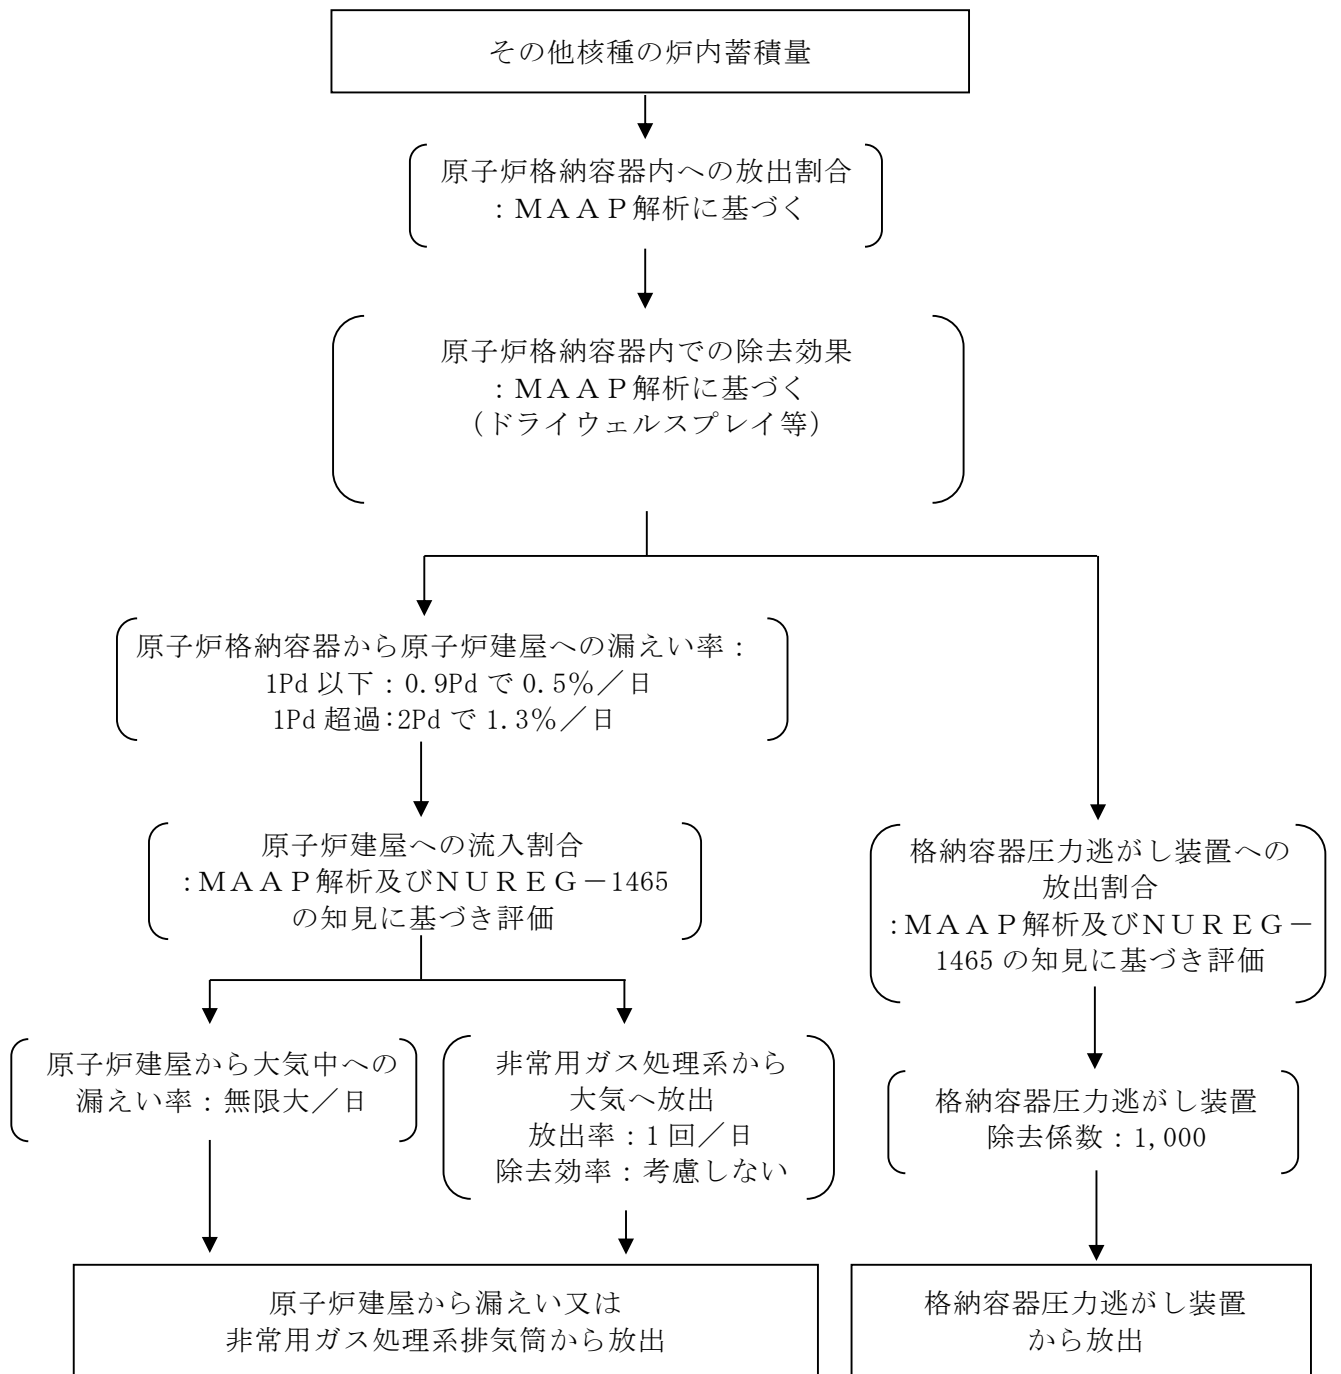 その他核種の炉内蓄積量
原子炉格納容器内への放出割合
：ＭＡＡＰ解析に基づく
原子炉格納容器内での除去効果
：ＭＡＡＰ解析に基づく
（ドライウェルスプレイ等）
原子炉格納容器から原子炉建屋への漏えい率：
1Pd 以下：0.9Pd で 0.5％／日
1Pd 超過：2Pd で 1.3％／日
原子炉建屋への流入割合
：ＭＡＡＰ解析及びＮＵＲＥＧ－1465
の知見に基づき評価
格納容器圧力逃がし装置への
放出割合
：ＭＡＡＰ解析及びＮＵＲＥＧ－
1465 の知見に基づき評価
原子炉建屋から大気中への
漏えい率：無限大／日
非常用ガス処理系から
大気へ放出
放出率：1 回／日
除去効率：考慮しない
格納容器圧力逃がし装置
除去係数：1,000
原子炉建屋から漏えい又は
非常用ガス処理系排気筒から放出
格納容器圧力逃がし装置
から放出